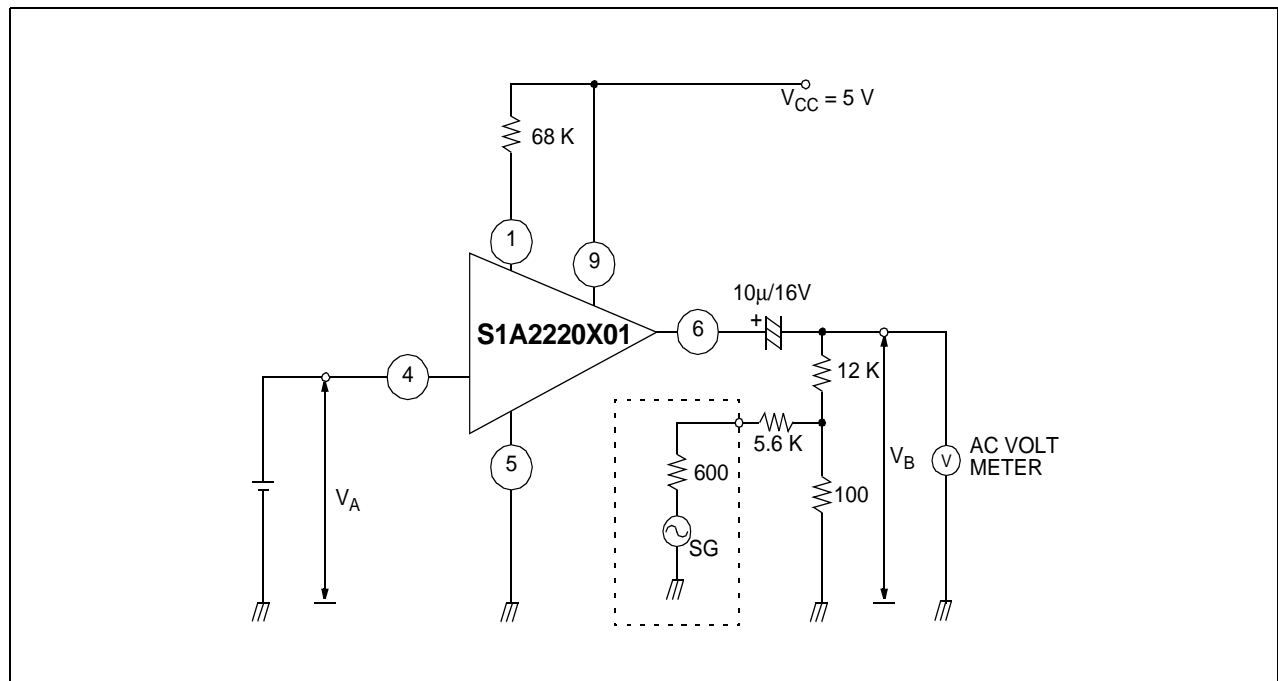 V_CC = 5 V
68 K
1
9
10μ/16V
+
S1A2220X01
6
4
12 K
5.6 K
600
SG
100
V_B
V
AC VOLT
METER
5
V_A